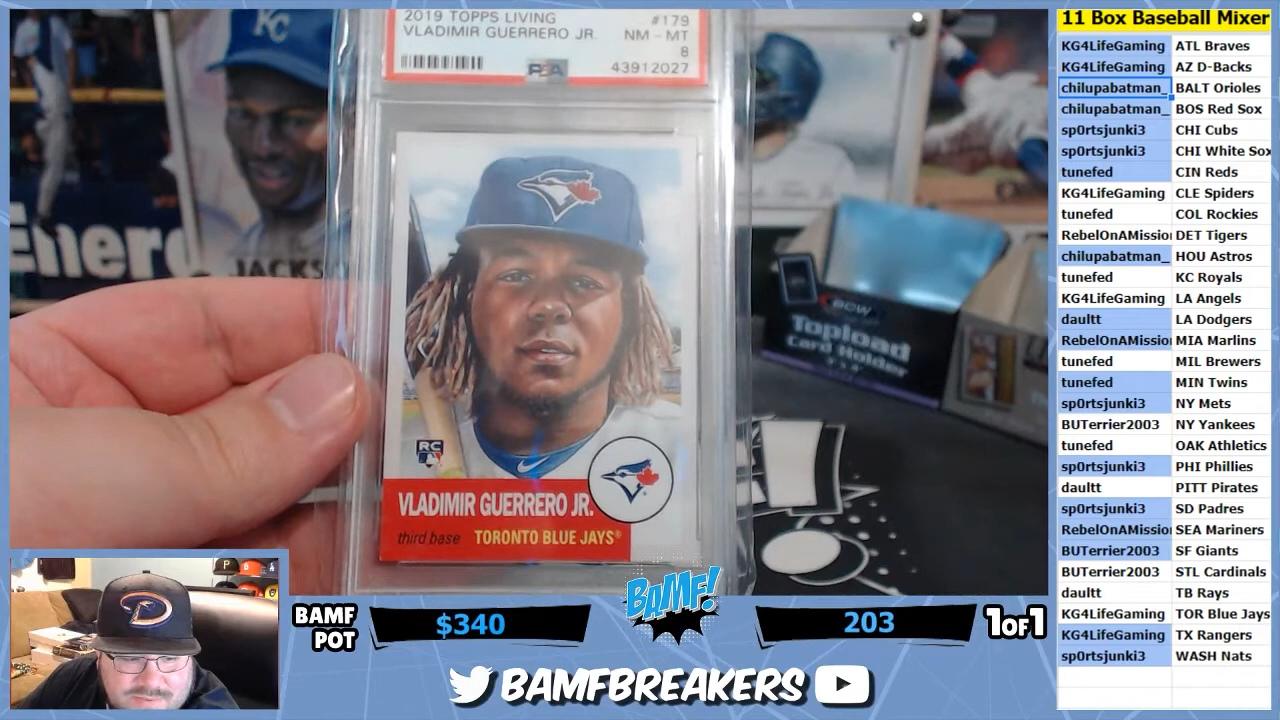 2019 TOPPS LIVING
VLADIMIR GUERRERO JR.
#179
NM - MT
8
PSA
43912027
JACKS
BCW
Topload
Card Holder
RC
VLADIMIR GUERRERO JR.
third base TORONTO BLUE JAYS®
BAMF POT
$340
BAMF!
203
1 OF 1
BAMFBREAKERS
11 Box Baseball Mixer
KG4LifeGaming ATL Braves
KG4LifeGaming AZ D-Backs
chilupabatman_ BALT Orioles
chilupabatman_ BOS Red Sox
sp0rtsjunki3 CHI Cubs
sp0rtsjunki3 CHI White Sox
tunefed CIN Reds
KG4LifeGaming CLE Spiders
tunefed COL Rockies
RebelOnAMissio DET Tigers
chilupabatman_ HOU Astros
tunefed KC Royals
KG4LifeGaming LA Angels
daultt LA Dodgers
RebelOnAMissio MIA Marlins
tunefed MIL Brewers
tunefed MIN Twins
sp0rtsjunki3 NY Mets
BUTerrier2003 NY Yankees
tunefed OAK Athletics
sp0rtsjunki3 PHI Phillies
daultt PITT Pirates
sp0rtsjunki3 SD Padres
RebelOnAMissio SEA Mariners
BUTerrier2003 SF Giants
BUTerrier2003 STL Cardinals
daultt TB Rays
KG4LifeGaming TOR Blue Jays
KG4LifeGaming TX Rangers
sp0rtsjunki3 WASH Nats